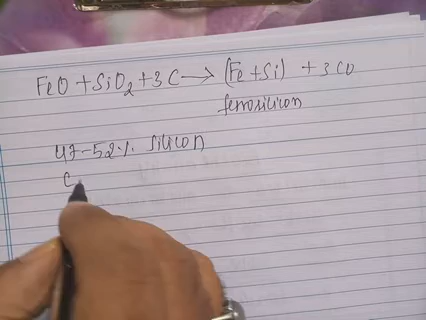 FeO + SiO₂ + 3C → (Fe + Si) + 3CO
ferrosilicon
47-52% silicon
C